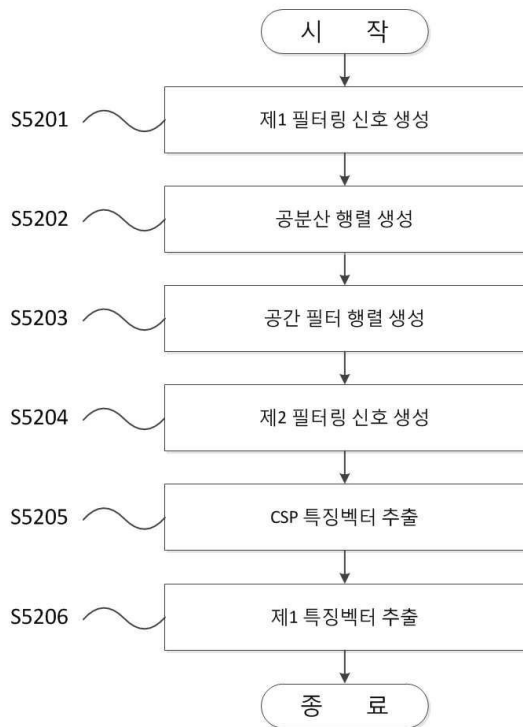 시 작
S5201
제1 필터링 신호 생성
S5202
공분산 행렬 생성
S5203
공간 필터 행렬 생성
S5204
제2 필터링 신호 생성
S5205
CSP 특징벡터 추출
S5206
제1 특징벡터 추출
종 료